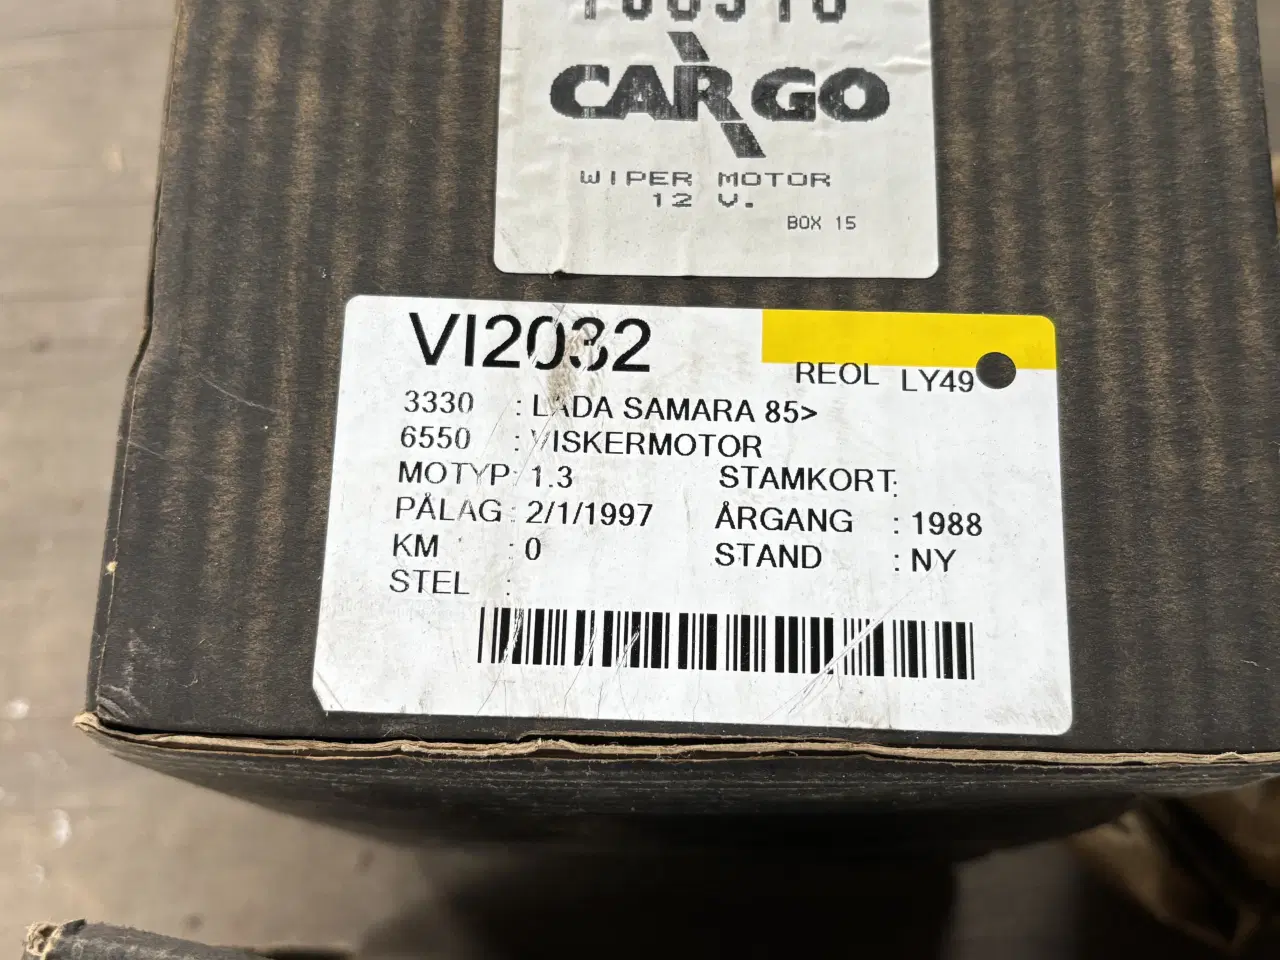 CARGO
WIPER MOTOR
12 V.
BOX 15
VI2032
REOL LY49
3330 : LADA SAMARA 85>
6550 : VISKERMOTOR
MOTYP: 1.3 STAMKORT:
PÅLAG : 2/1/1997 ÅRGANG : 1988
KM : 0 STAND : NY
STEL :